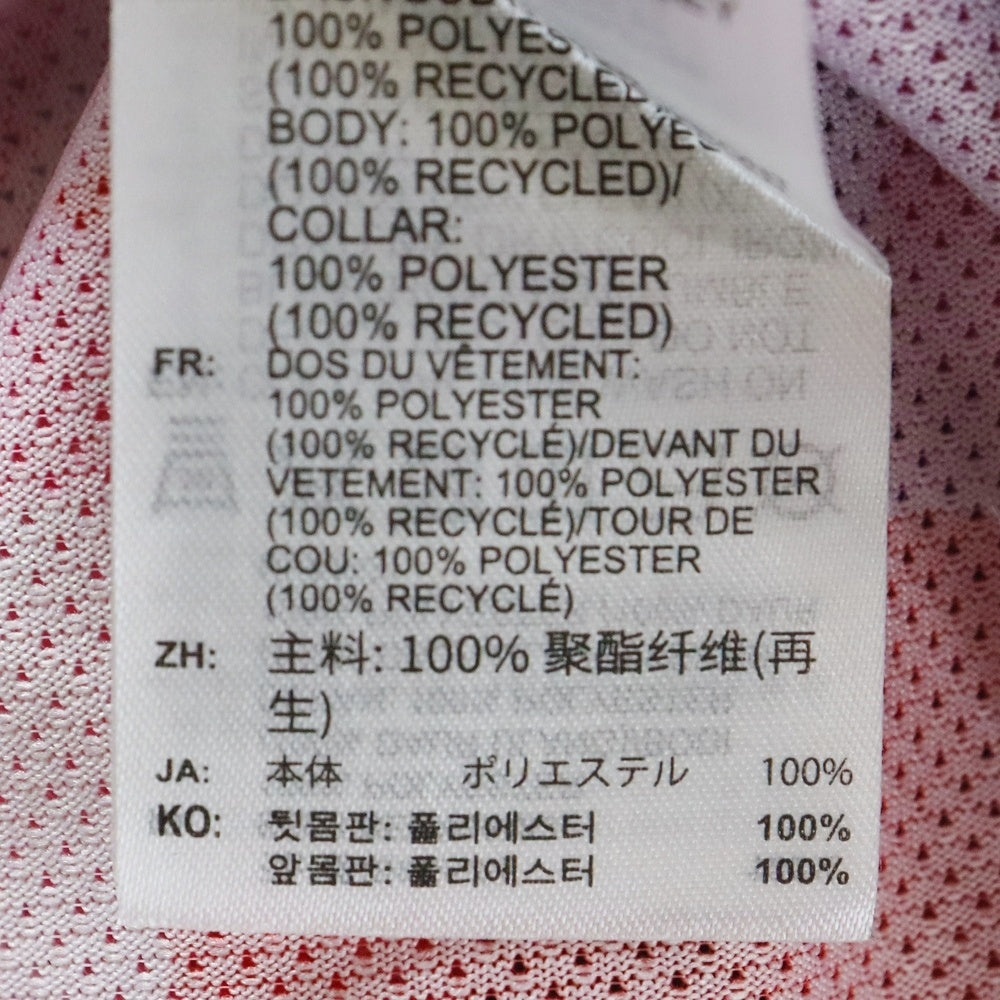 100% POLYES
(100% RECYCLED
BODY: 100% POLYE
(100% RECYCLED)/
COLLAR:
100% POLYESTER
(100% RECYCLED)
FR: DOS DU VÊTEMENT:
100% POLYESTER
(100% RECYCLÉ)/DEVANT DU
VETEMENT: 100% POLYESTER
(100% RECYCLÉ)/TOUR DE
COU: 100% POLYESTER
(100% RECYCLÉ)
ZH: 主料: 100% 聚酯纤维(再
生)
JA: 本体 ポリエステル 100%
KO: 뒷몸판: 폴리에스터 100%
앞몸판: 폴리에스터 100%